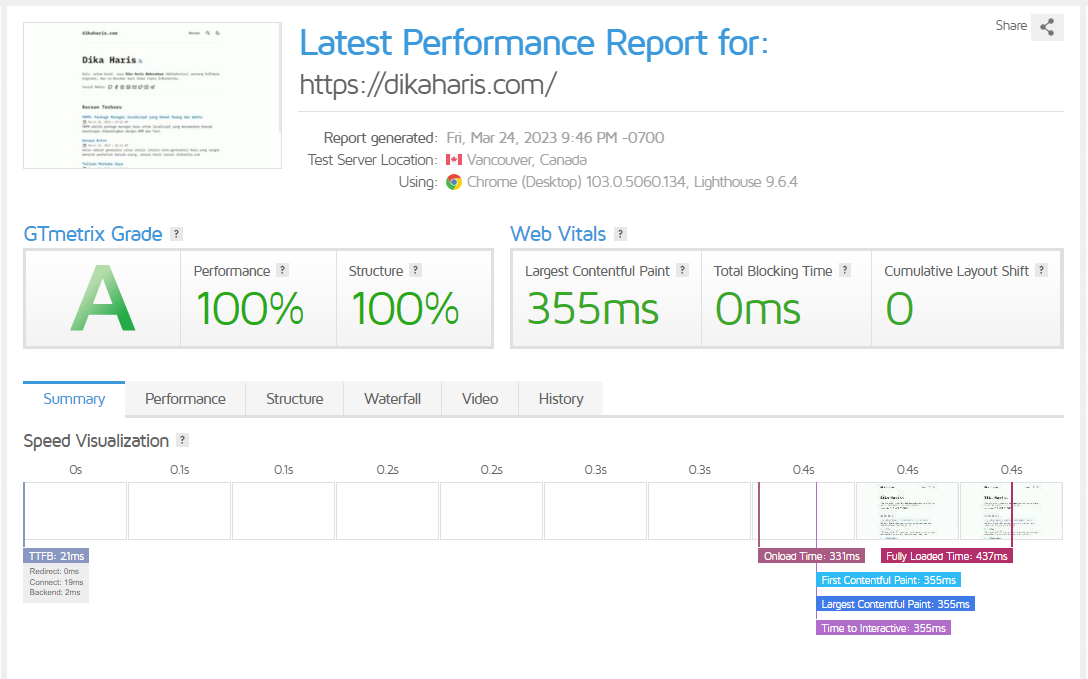 Share
Latest Performance Report for:
https://dikaharis.com/
dikaharis.com
Dika Haris
Report generated: Fri, Mar 24, 2023 9:46 PM -0700
Test Server Location: Vancouver, Canada
Using: Chrome (Desktop) 103.0.5060.134, Lighthouse 9.6.4
GTmetrix Grade ?
Web Vitals ?
A
Performance ?
100%
Structure ?
100%
Largest Contentful Paint ?
355ms
Total Blocking Time ?
0ms
Cumulative Layout Shift ?
0
Summary Performance Structure Waterfall Video History
Speed Visualization ?
0s 0.1s 0.1s 0.2s 0.2s 0.3s 0.3s 0.4s 0.4s 0.4s
TTFB: 21ms
Redirect: 0ms
Connect: 19ms
Backend: 2ms
Onload Time: 331ms
Fully Loaded Time: 437ms
First Contentful Paint: 355ms
Largest Contentful Paint: 355ms
Time to Interactive: 355ms